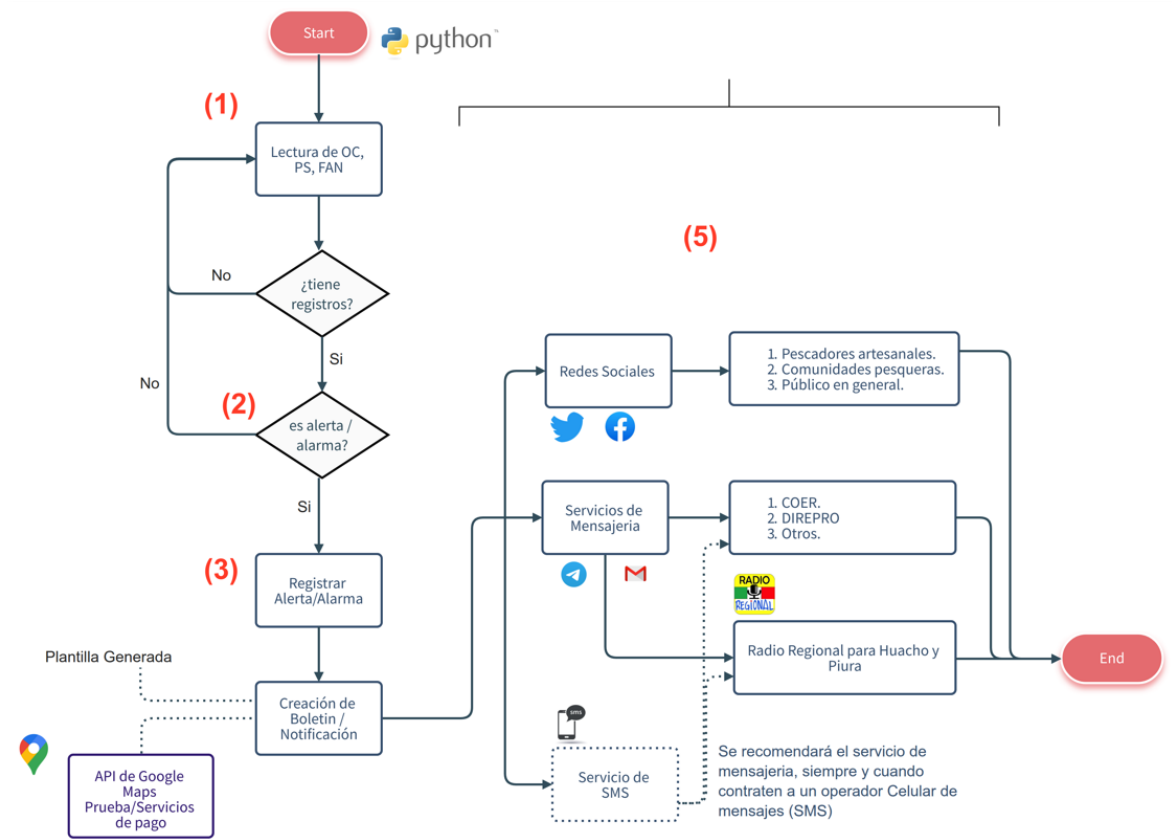 Start
python™
(1)
Lectura de OC,
PS, FAN
(5)
No
¿tiene
registros?
Si
No
(2)
es alerta /
alarma?
Si
(3)
Registrar
Alerta/Alarma
Plantilla Generada
Creación de
Boletin /
Notificación
API de Google
Maps
Prueba/Servicios
de pago
Redes Sociales
1. Pescadores artesanales.
2. Comunidades pesqueras.
3. Público en general.
Servicios de
Mensajeria
1. COER.
2. DIREPRO
3. Otros.
RADIO
REGIONAL
Radio Regional para Huacho y
Piura
End
sms
Servicio de
SMS
Se recomendará el servicio de
mensajeria, siempre y cuando
contraten a un operador Celular de
mensajes (SMS)